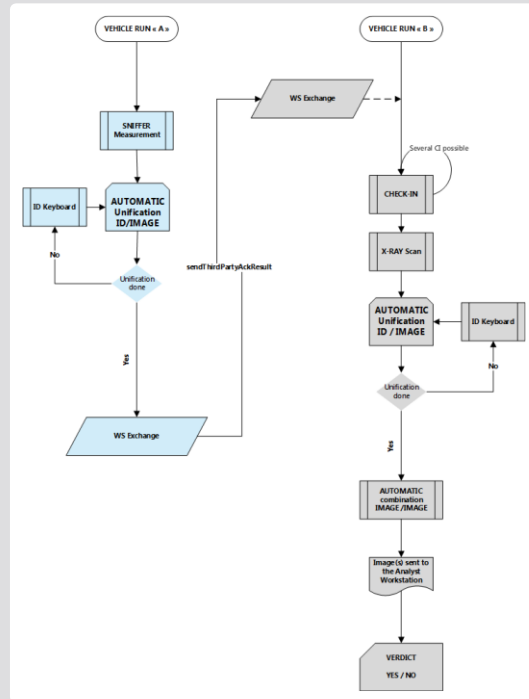 VEHICLE RUN « A »
SNIFFER
Measurement
ID Keyboard
AUTOMATIC
Unification
ID/IMAGE
No
Unification
done
Yes
WS Exchange
sendThirdPartyAckResult
WS Exchange
VEHICLE RUN « B »
Several CI possible
CHECK-IN
X-RAY Scan
AUTOMATIC
Unification
ID / IMAGE
ID Keyboard
No
Unification
done
Yes
AUTOMATIC
combination
IMAGE /IMAGE
Image(s) sent to
the Analyst
Workstation
VERDICT
YES / NO